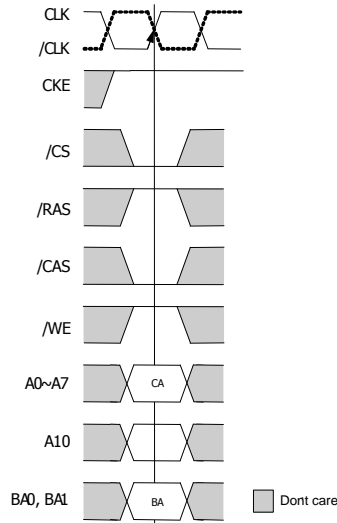 CLK
/CLK
CKE
/CS
/RAS
/CAS
/WE
A0~A7
CA
A10
BA0, BA1
BA
Dont care